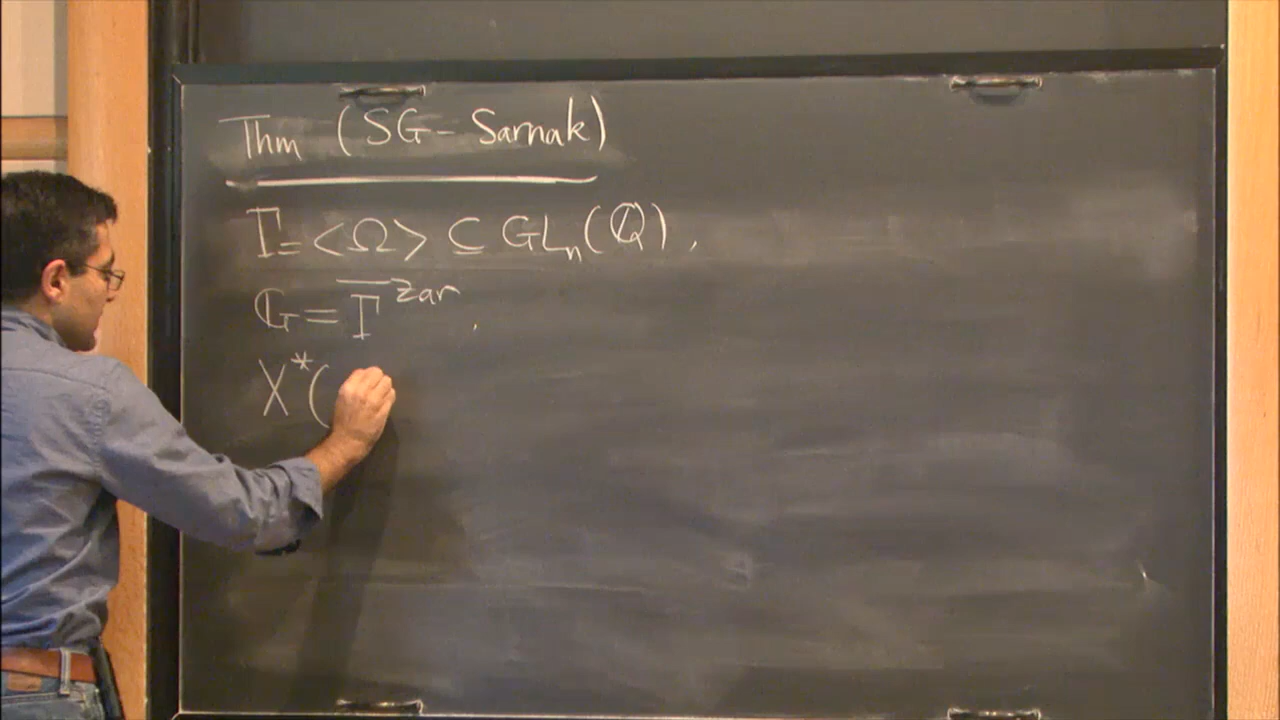 Thm (SG - Sarnak)
Γ = <Ω> ⊆ GLₙ(ℚ),
𝔾 = Γ̅ᶻᵃʳ,
X*(